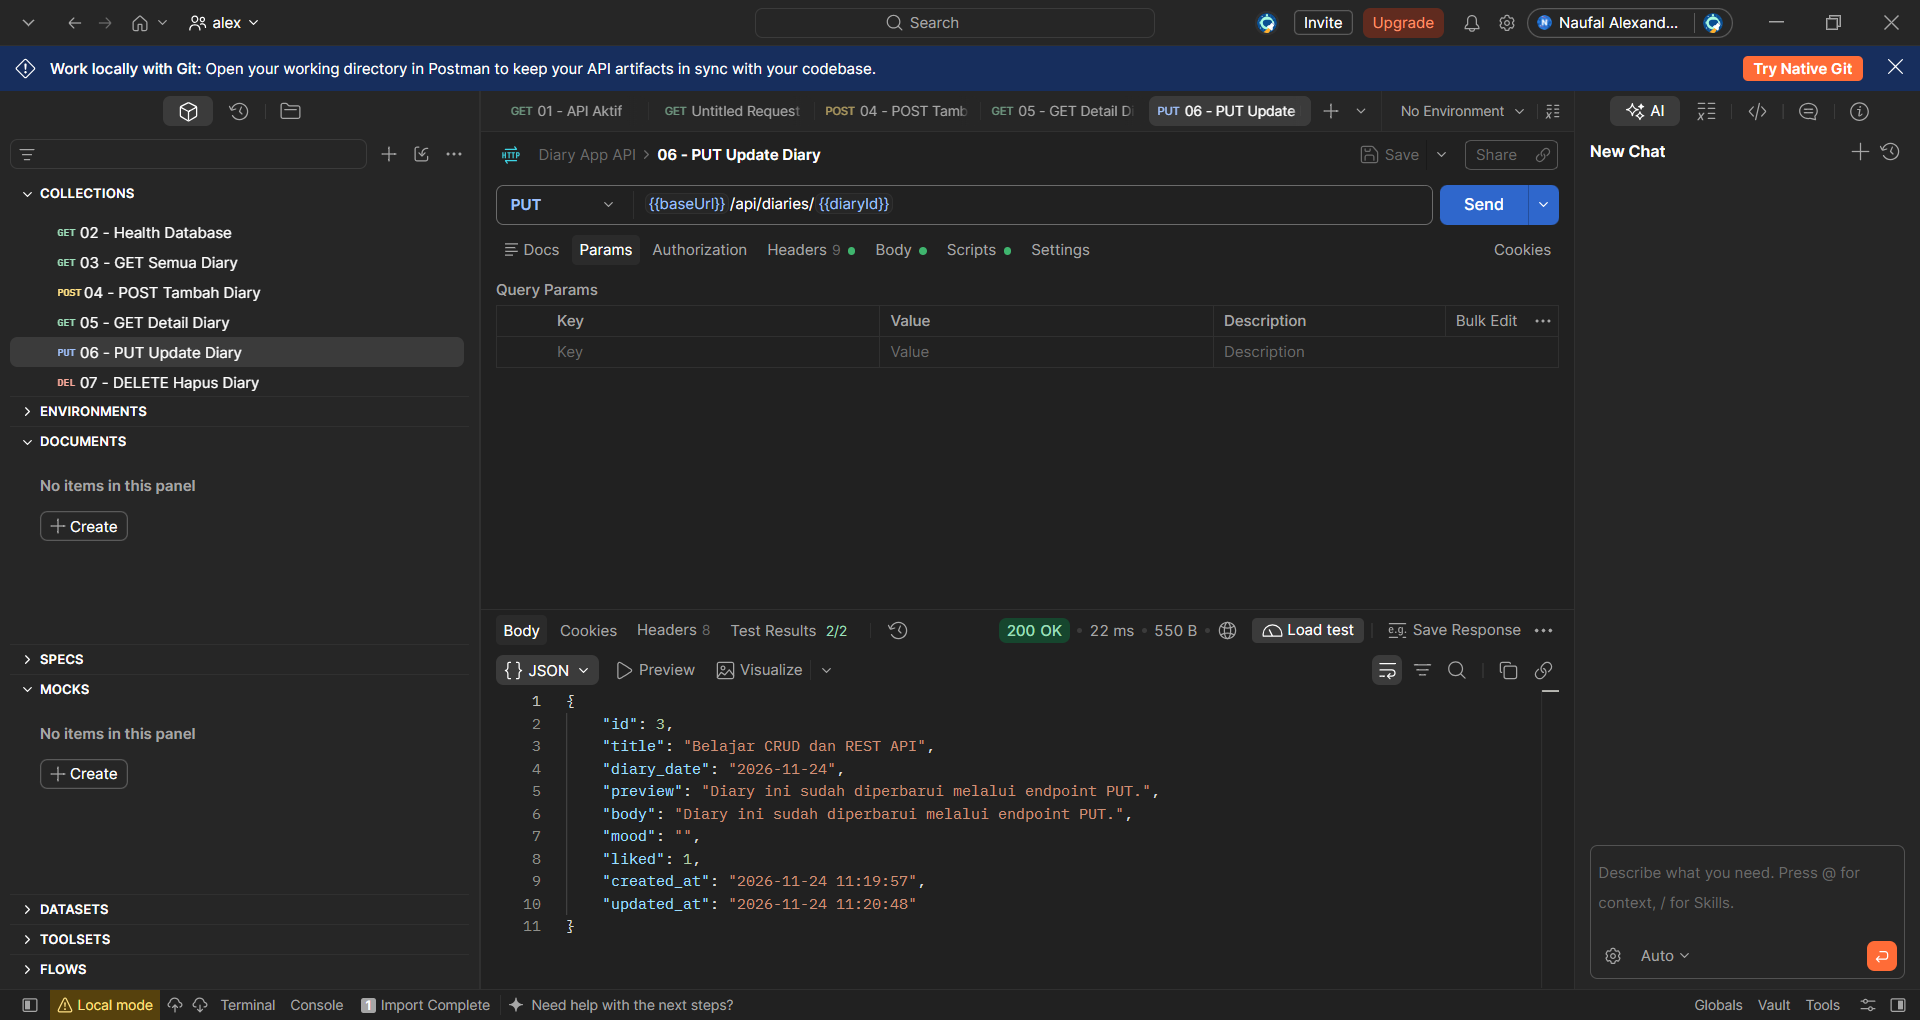 alex
Search
Invite
Upgrade
Naufal Alexand...
Work locally with Git: Open your working directory in Postman to keep your API artifacts in sync with your codebase.
Try Native Git
GET 01 - API Aktif
GET Untitled Request
POST 04 - POST Tamb
GET 05 - GET Detail Di
PUT 06 - PUT Update
No Environment
AI
HTTP
Diary App API > 06 - PUT Update Diary
Save
Share
New Chat
COLLECTIONS
GET 02 - Health Database
GET 03 - GET Semua Diary
POST 04 - POST Tambah Diary
GET 05 - GET Detail Diary
PUT 06 - PUT Update Diary
DEL 07 - DELETE Hapus Diary
ENVIRONMENTS
DOCUMENTS
No items in this panel
Create
SPECS
MOCKS
No items in this panel
Create
DATASETS
TOOLSETS
FLOWS
PUT
{{baseUrl}} /api/diaries/ {{diaryId}}
Send
Docs
Params
Authorization
Headers 9
Body
Scripts
Settings
Cookies
Query Params
Key
Value
Description
Bulk Edit
Key
Value
Description
Body
Cookies
Headers 8
Test Results 2/2
200 OK
22 ms
550 B
Load test
e.g. Save Response
{} JSON
Preview
Visualize
1 {
2 "id": 3,
3 "title": "Belajar CRUD dan REST API",
4 "diary_date": "2026-11-24",
5 "preview": "Diary ini sudah diperbarui melalui endpoint PUT.",
6 "body": "Diary ini sudah diperbarui melalui endpoint PUT.",
7 "mood": "",
8 "liked": 1,
9 "created_at": "2026-11-24 11:19:57",
10 "updated_at": "2026-11-24 11:20:48"
11 }
Describe what you need. Press @ for
context, / for Skills.
Auto
Local mode
Terminal
Console
1 Import Complete
Need help with the next steps?
Globals
Vault
Tools